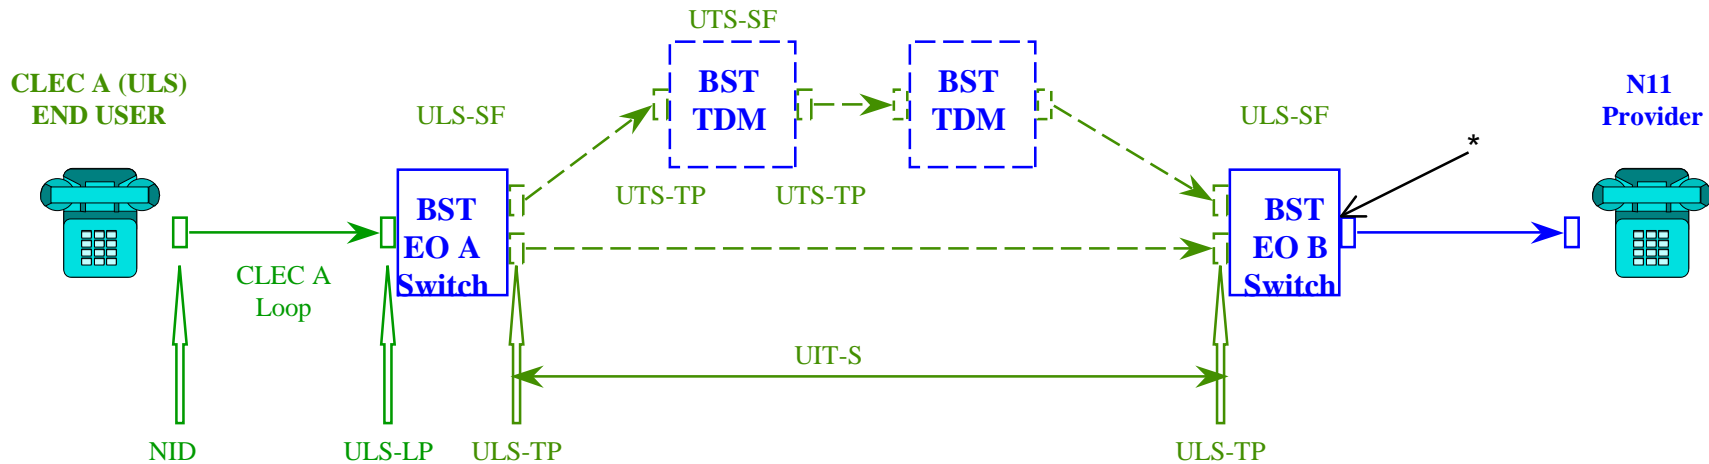 UTS-SF
CLEC A (ULS)
END USER
BST
TDM
BST
TDM
N11
Provider
ULS-SF
ULS-SF
*
UTS-TP
UTS-TP
BST
EO A
Switch
BST
EO B
Switch
CLEC A
Loop
UIT-S
NID
ULS-LP
ULS-TP
ULS-TP